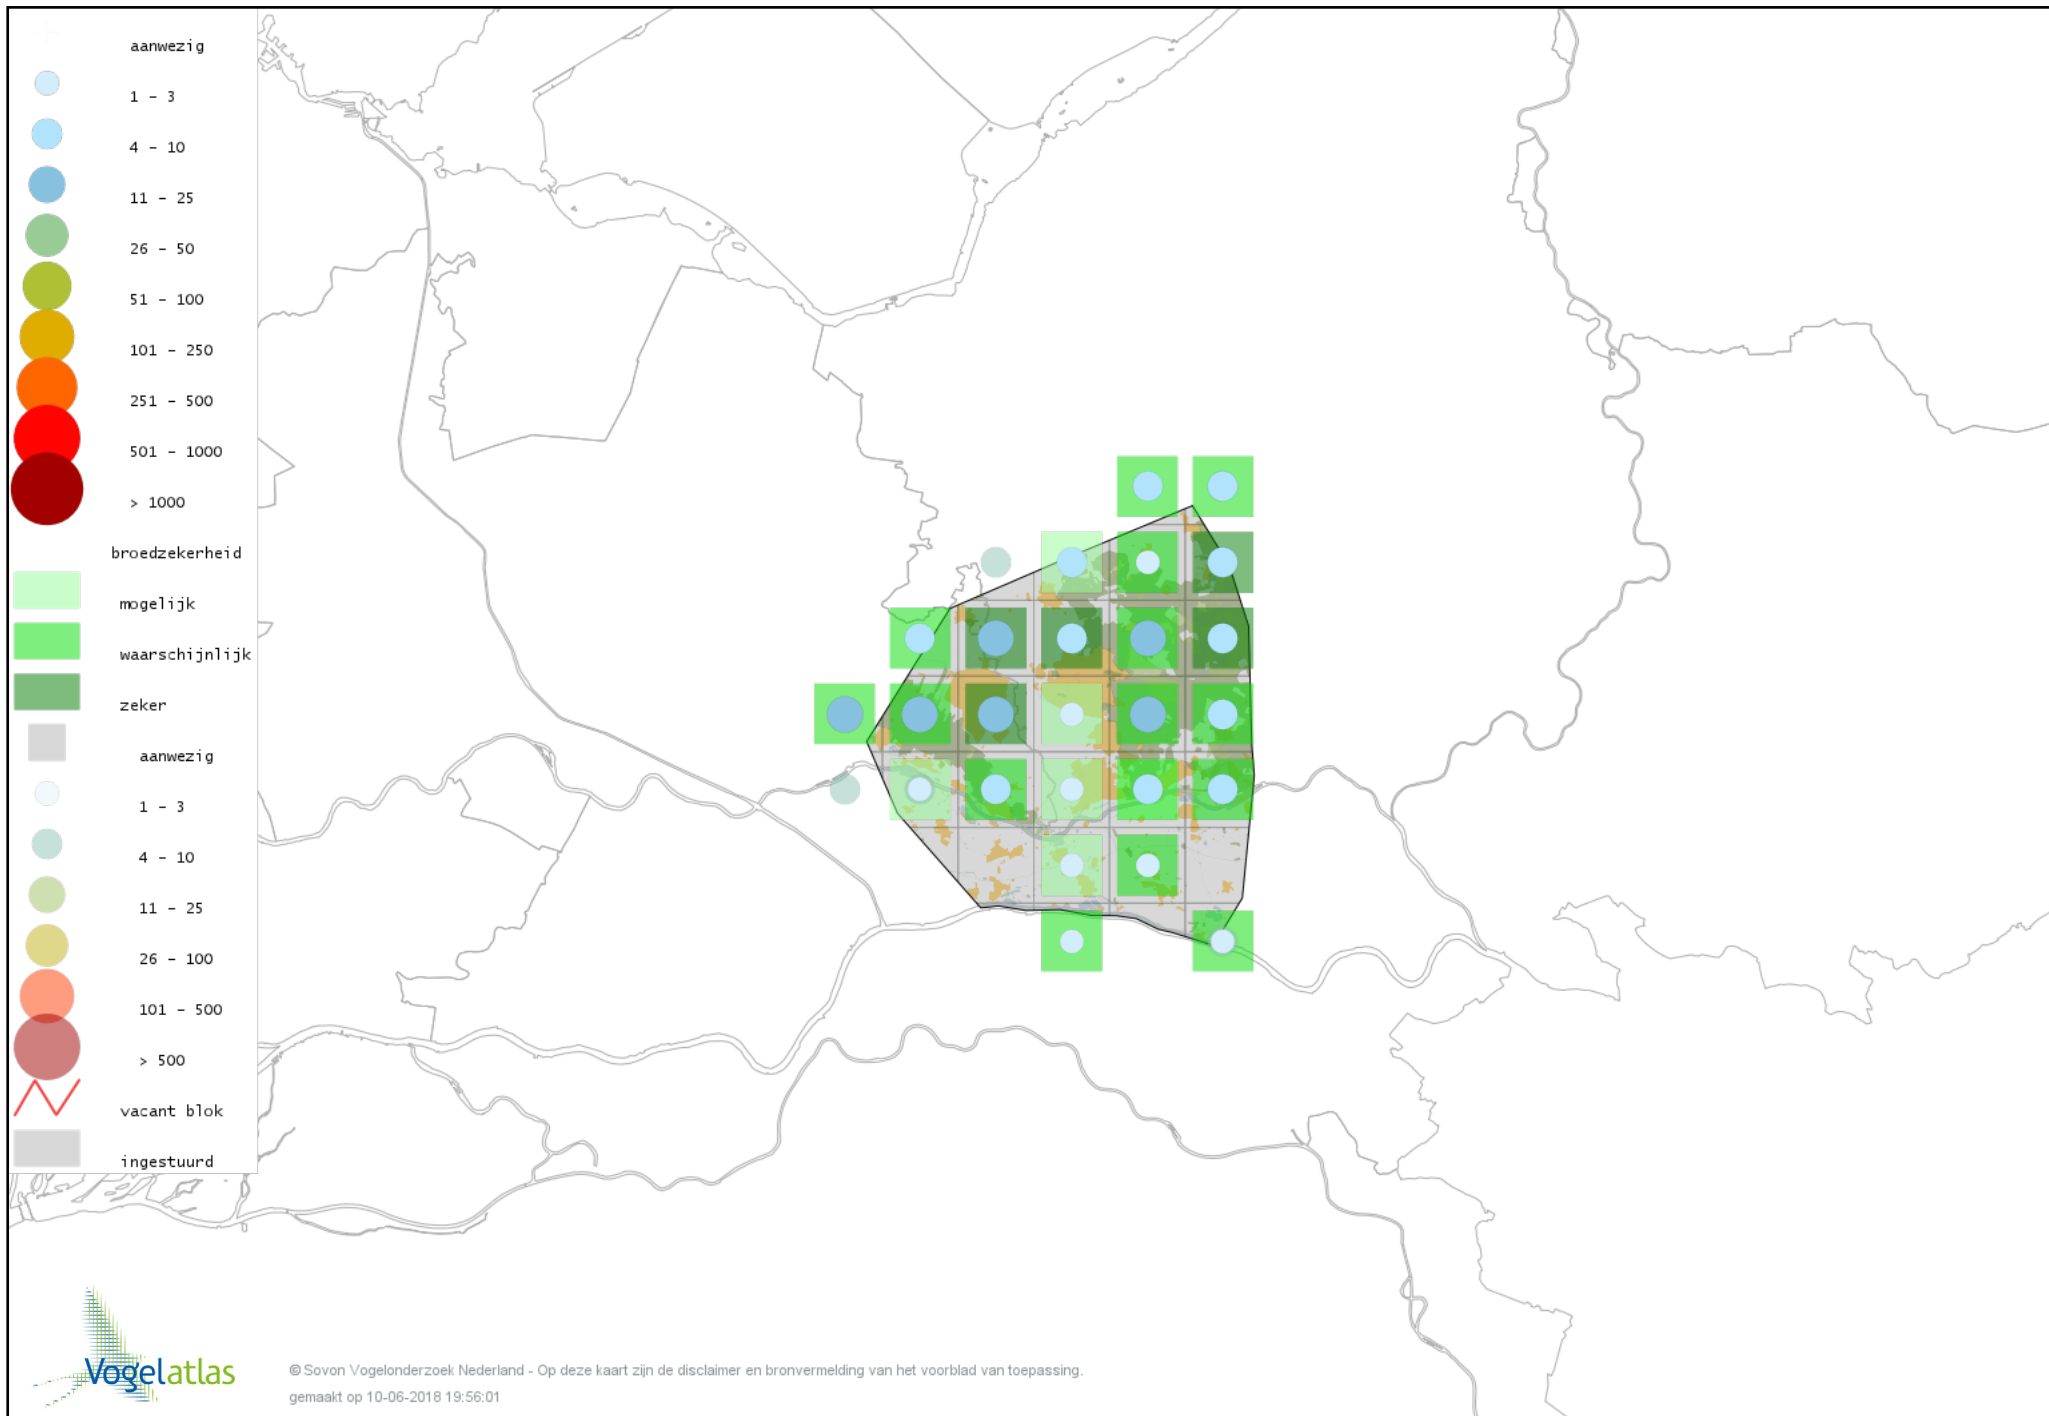 aanwezig
1 - 3
4 - 10
11 - 25
26 - 50
51 - 100
101 - 250
251 - 500
501 - 1000
> 1000
broedzekerheid
mogelijk
waarschijnlijk
zeker
aanwezig
1 - 3
4 - 10
11 - 25
26 - 100
101 - 500
> 500
vacant blok
ingestuurd
Vogelatlas
© Sovon Vogelonderzoek Nederland - Op deze kaart zijn de disclaimer en bronvermelding van het voorblad van toepassing.
gemaakt op 10-06-2018 19:56:01